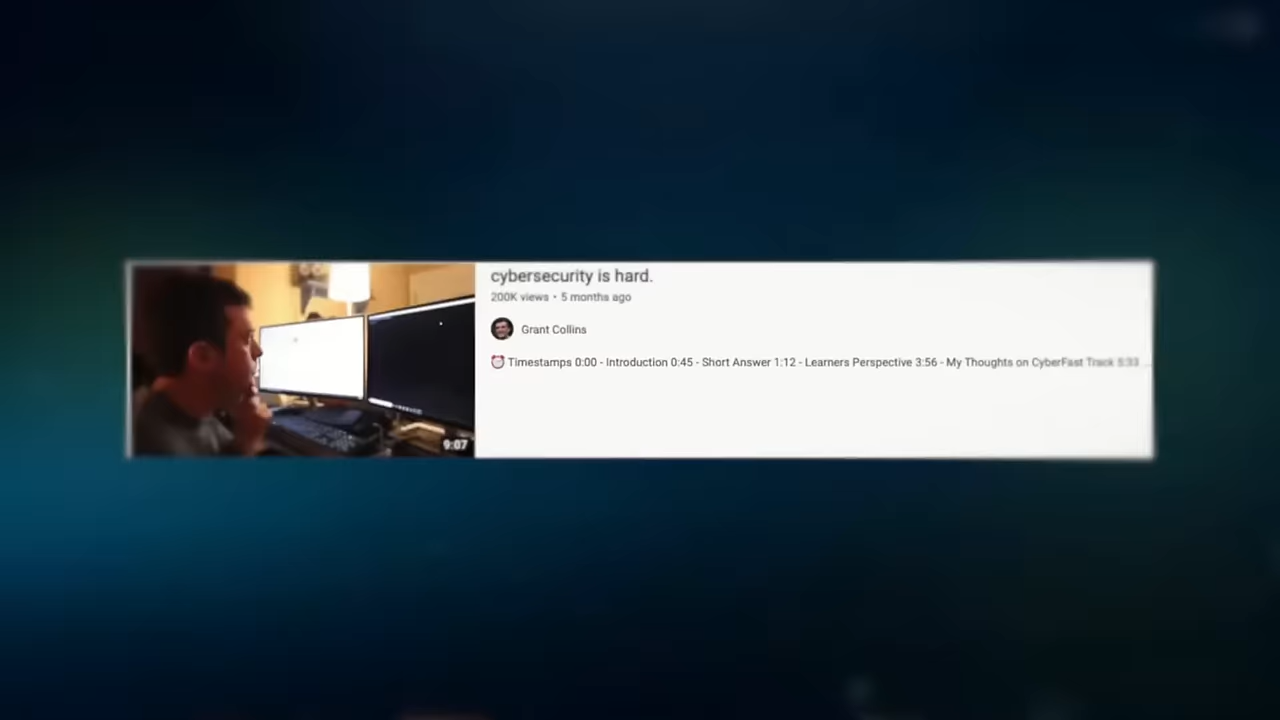 cybersecurity is hard.
200K views • 5 months ago
Grant Collins
⏰ Timestamps 0:00 - Introduction 0:45 - Short Answer 1:12 - Learners Perspective 3:56 - My Thoughts on CyberFast Track 5:33 ...
9:07